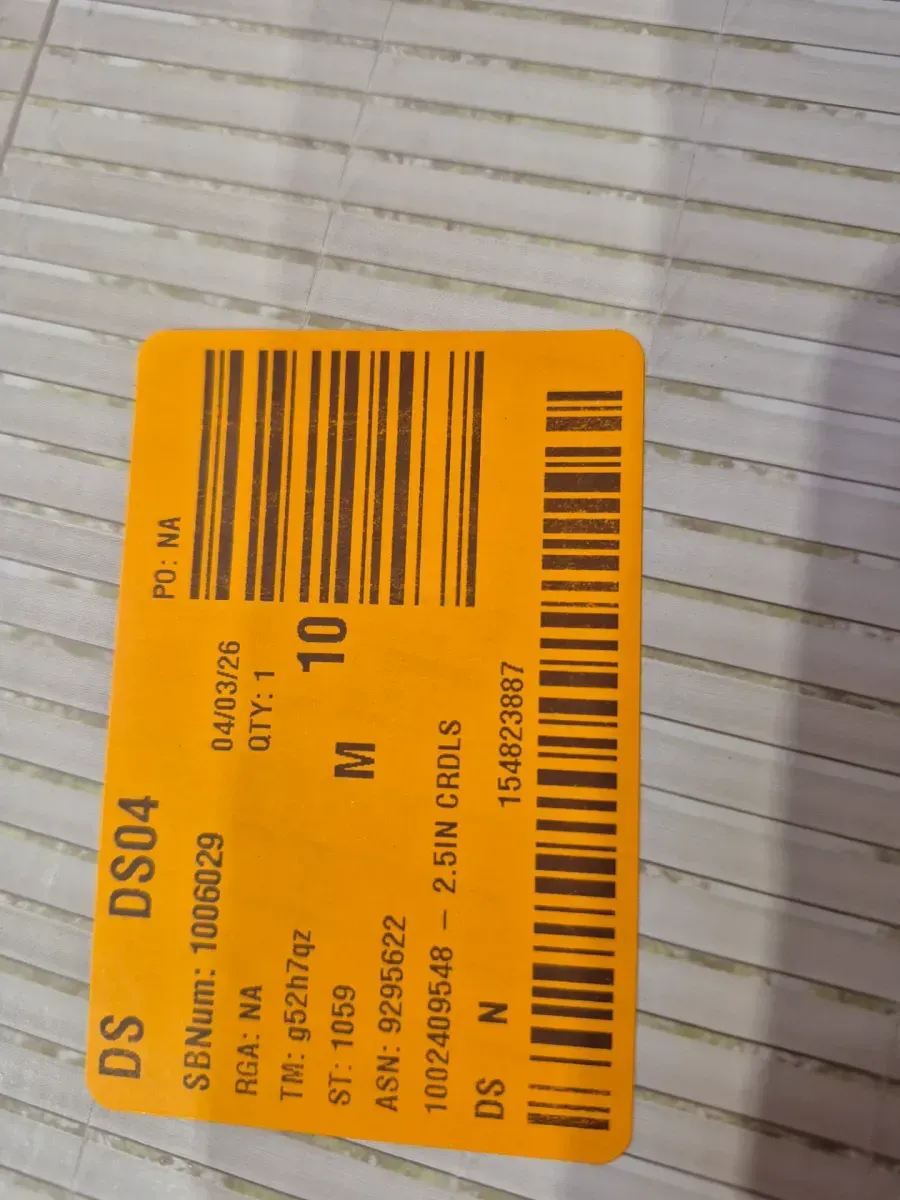 DS DS04
PO: NA
SBNum: 1006029 04/03/26
RGA: NA QTY: 1
TM: g52h7qz 10
ST: 1059 M
ASN: 9295622
1002409548 – 2.5IN CRDLS
DS N 154823887